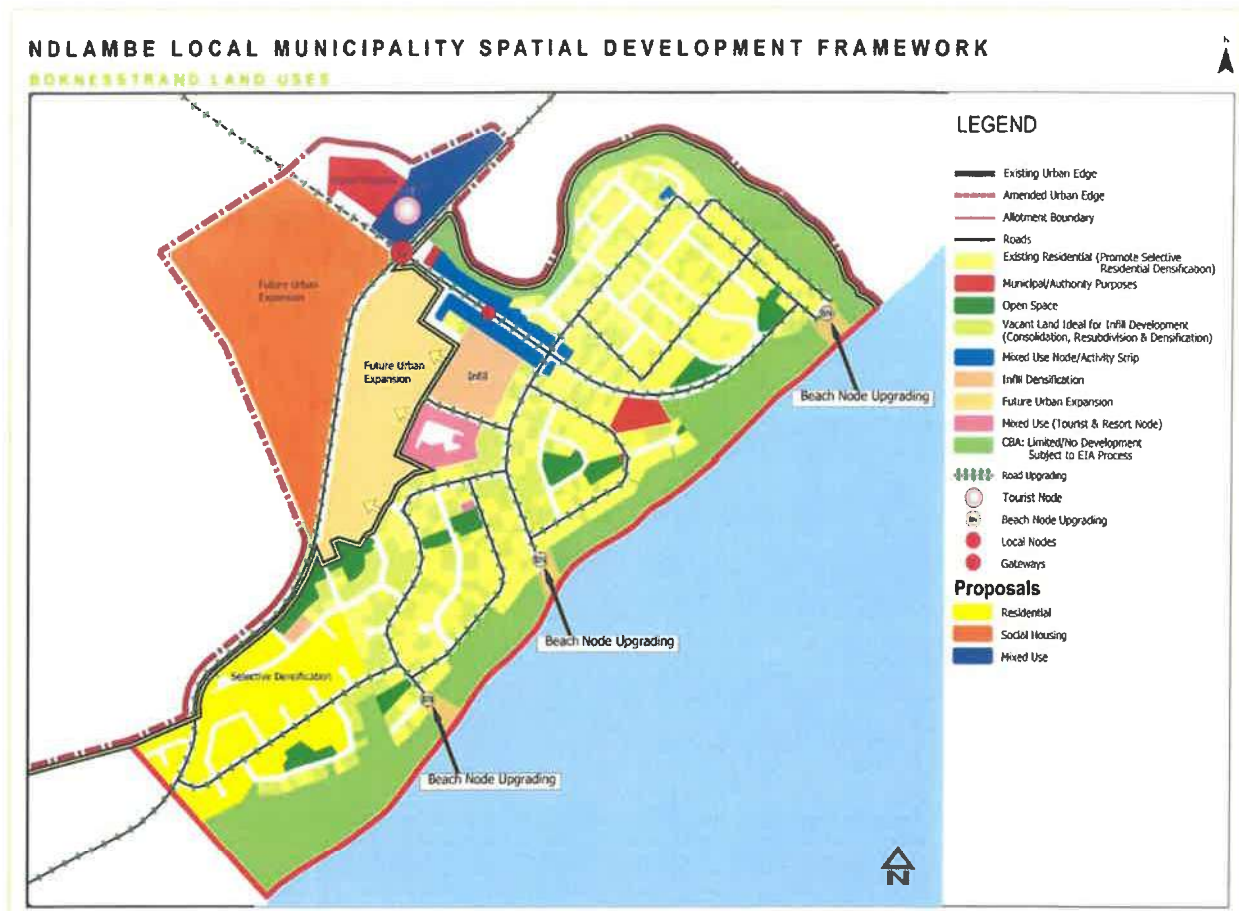 NDLAMBE LOCAL MUNICIPALITY SPATIAL DEVELOPMENT FRAMEWORK
BOKNESSTRAND LAND USES
N
LEGEND
Existing Urban Edge
Amended Urban Edge
Allotment Boundary
Roads
Existing Residential (Promote Selective
Residential Densification)
Municipal/Authority Purposes
Open Space
Vacant Land Ideal for Infill Development
(Consolidation, Resubdivision & Densification)
Mixed Use Node/Activity Strip
Infill Densification
Future Urban Expansion
Mixed Use (Tourist & Resort Node)
CBA: Limited/No Development
Subject to EIA Process
Road Upgrading
Tourist Node
BN Beach Node Upgrading
Local Nodes
Gateways
Proposals
Residential
Social Housing
Mixed Use
Future Urban
Expansion
Future Urban
Expansion
Infill
BN
Beach Node Upgrading
BN
Beach Node Upgrading
Selective Densification
BN
Beach Node Upgrading
N